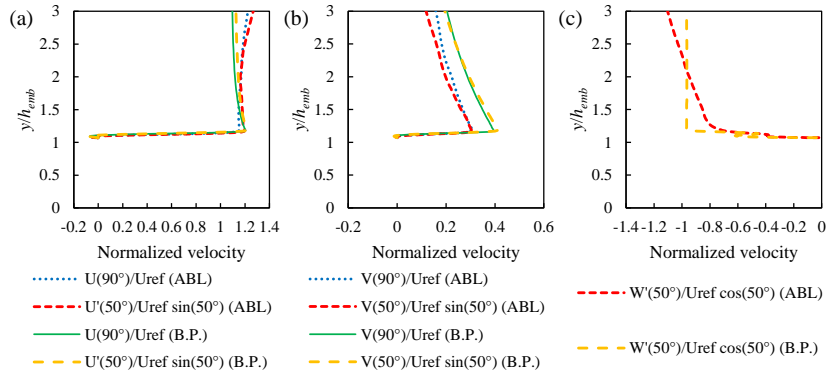 (a)
3
2.5
2
1.5
1
0.5
0
y/hemb
-0.2 0 0.2 0.4 0.6 0.8 1 1.2 1.4
Normalized velocity
U(90°)/Uref (ABL)
U'(50°)/Uref sin(50°) (ABL)
U(90°)/Uref (B.P.)
U'(50°)/Uref sin(50°) (B.P.)
(b)
3
2.5
2
1.5
1
0.5
0
y/hemb
-0.2 0 0.2 0.4 0.6
Normalized velocity
V(90°)/Uref (ABL)
V(50°)/Uref sin(50°) (ABL)
V(90°)/Uref (B.P.)
V(50°)/Uref sin(50°) (B.P.)
(c)
3
2.5
2
1.5
1
0.5
0
y/hemb
-1.4 -1.2 -1 -0.8 -0.6 -0.4 -0.2 0
Normalized velocity
W'(50°)/Uref cos(50°) (ABL)
W'(50°)/Uref cos(50°) (B.P.)